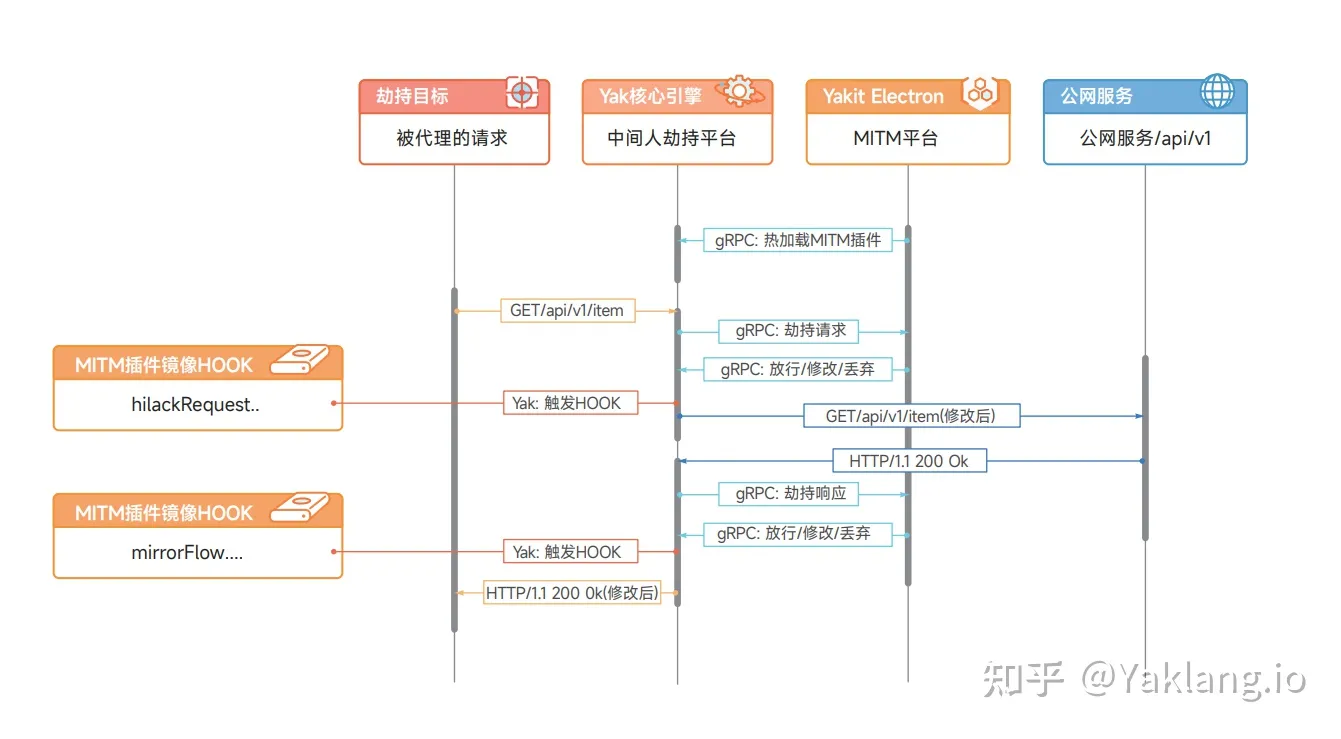 劫持目标
被代理的请求
Yak核心引擎
中间人劫持平台
Yakit Electron
MITM平台
公网服务
公网服务/api/v1
gRPC: 热加载MITM插件
GET/api/v1/item
gRPC: 劫持请求
gRPC: 放行/修改/丢弃
MITM插件镜像HOOK
hilackRequest..
Yak: 触发HOOK
GET/api/v1/item(修改后)
HTTP/1.1 200 Ok
gRPC: 劫持响应
gRPC: 放行/修改/丢弃
MITM插件镜像HOOK
mirrorFlow....
Yak: 触发HOOK
HTTP/1.1 200 0k(修改后)
知乎 @Yaklang.io